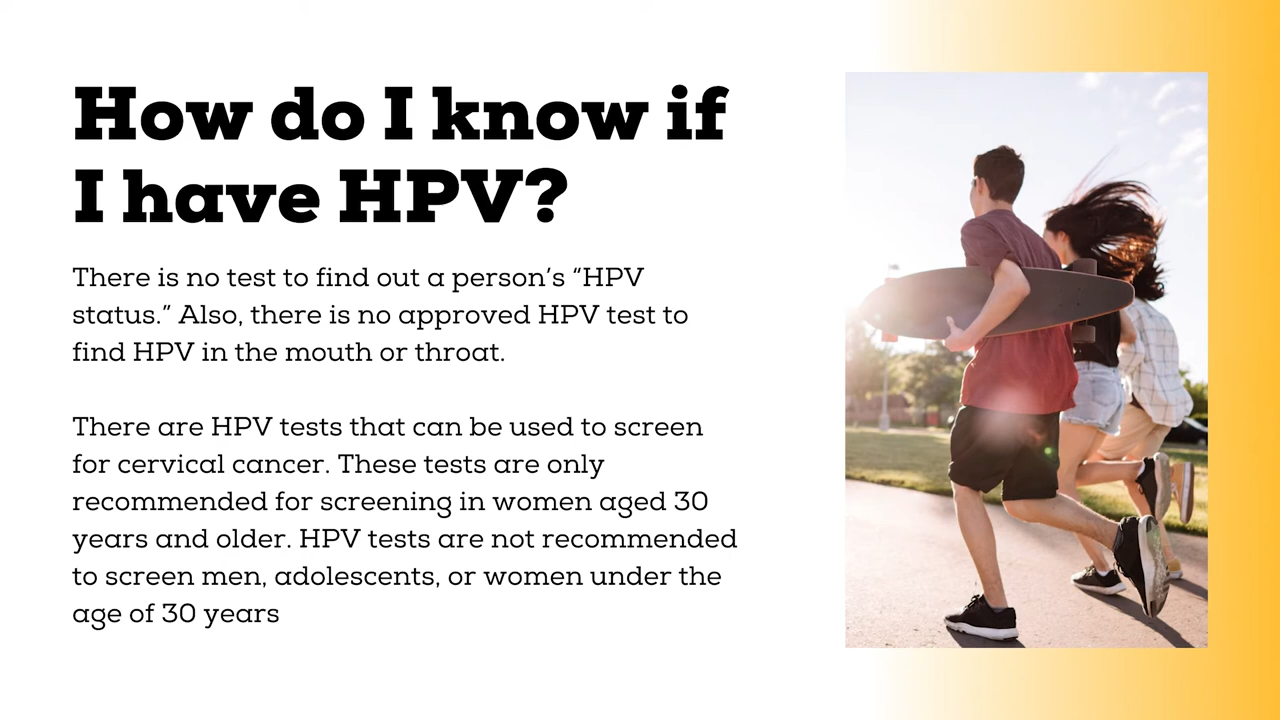 How do I know if
I have HPV?
There is no test to find out a person’s “HPV
status.” Also, there is no approved HPV test to
find HPV in the mouth or throat.
There are HPV tests that can be used to screen
for cervical cancer. These tests are only
recommended for screening in women aged 30
years and older. HPV tests are not recommended
to screen men, adolescents, or women under the
age of 30 years